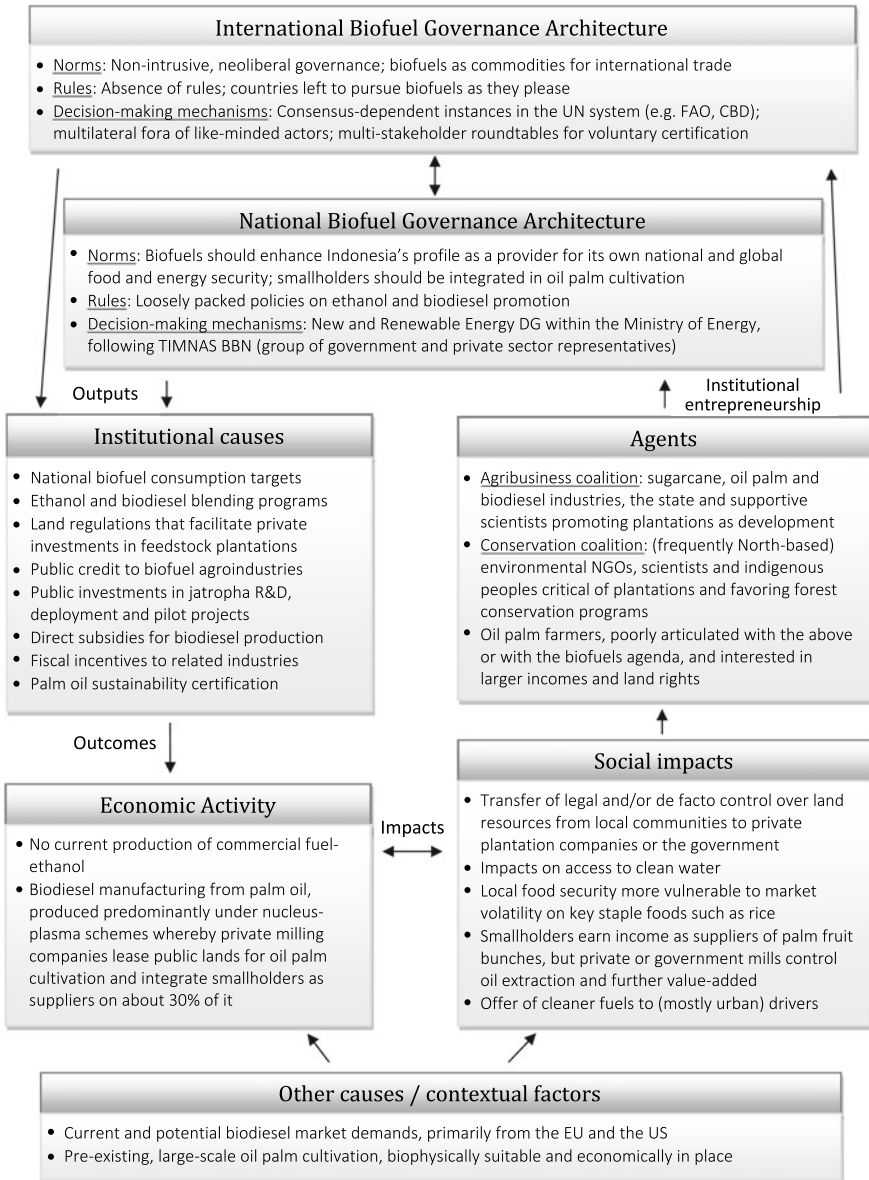 International Biofuel Governance Architecture
• Norms: Non-intrusive, neoliberal governance; biofuels as commodities for international trade
• Rules: Absence of rules; countries left to pursue biofuels as they please
• Decision-making mechanisms: Consensus-dependent instances in the UN system (e.g. FAO, CBD);
multilateral fora of like-minded actors; multi-stakeholder roundtables for voluntary certification
National Biofuel Governance Architecture
• Norms: Biofuels should enhance Indonesia's profile as a provider for its own national and global
food and energy security; smallholders should be integrated in oil palm cultivation
• Rules: Loosely packed policies on ethanol and biodiesel promotion
• Decision-making mechanisms: New and Renewable Energy DG within the Ministry of Energy,
following TIMNAS BBN (group of government and private sector representatives)
Outputs
Institutional
entrepreneurship
Institutional causes
• National biofuel consumption targets
• Ethanol and biodiesel blending programs
• Land regulations that facilitate private
investments in feedstock plantations
• Public credit to biofuel agroindustries
• Public investments in jatropha R&D,
deployment and pilot projects
• Direct subsidies for biodiesel production
• Fiscal incentives to related industries
• Palm oil sustainability certification
Agents
• Agribusiness coalition: sugarcane, oil palm and
biodiesel industries, the state and supportive
scientists promoting plantations as development
• Conservation coalition: (frequently North-based)
environmental NGOs, scientists and indigenous
peoples critical of plantations and favoring forest
conservation programs
• Oil palm farmers, poorly articulated with the above
or with the biofuels agenda, and interested in
larger incomes and land rights
Outcomes
Economic Activity
• No current production of commercial fuel-
ethanol
• Biodiesel manufacturing from palm oil,
produced predominantly under nucleus-
plasma schemes whereby private milling
companies lease public lands for oil palm
cultivation and integrate smallholders as
suppliers on about 30% of it
Impacts
Social impacts
• Transfer of legal and/or de facto control over land
resources from local communities to private
plantation companies or the government
• Impacts on access to clean water
• Local food security more vulnerable to market
volatility on key staple foods such as rice
• Smallholders earn income as suppliers of palm fruit
bunches, but private or government mills control
oil extraction and further value-added
• Offer of cleaner fuels to (mostly urban) drivers
Other causes / contextual factors
• Current and potential biodiesel market demands, primarily from the EU and the US
• Pre-existing, large-scale oil palm cultivation, biophysically suitable and economically in place